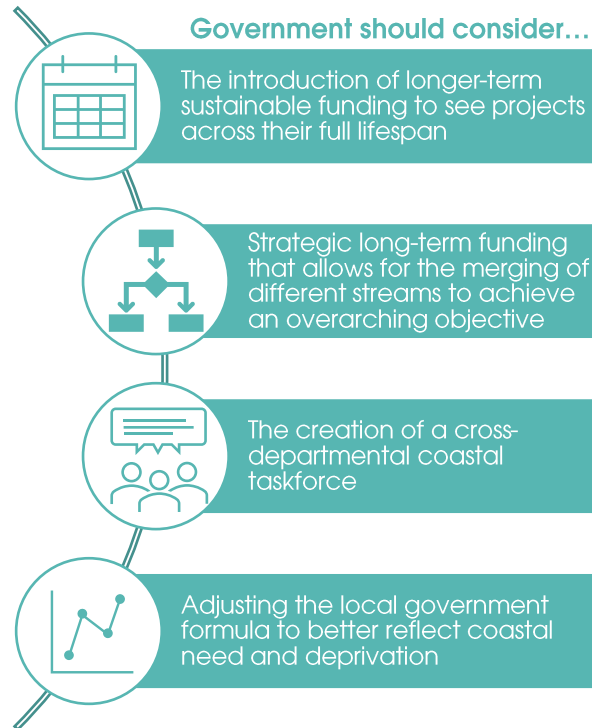 Government should consider...
The introduction of longer-term
sustainable funding to see projects
across their full lifespan
Strategic long-term funding
that allows for the merging of
different streams to achieve
an overarching objective
The creation of a cross-
departmental coastal
taskforce
Adjusting the local government
formula to better reflect coastal
need and deprivation